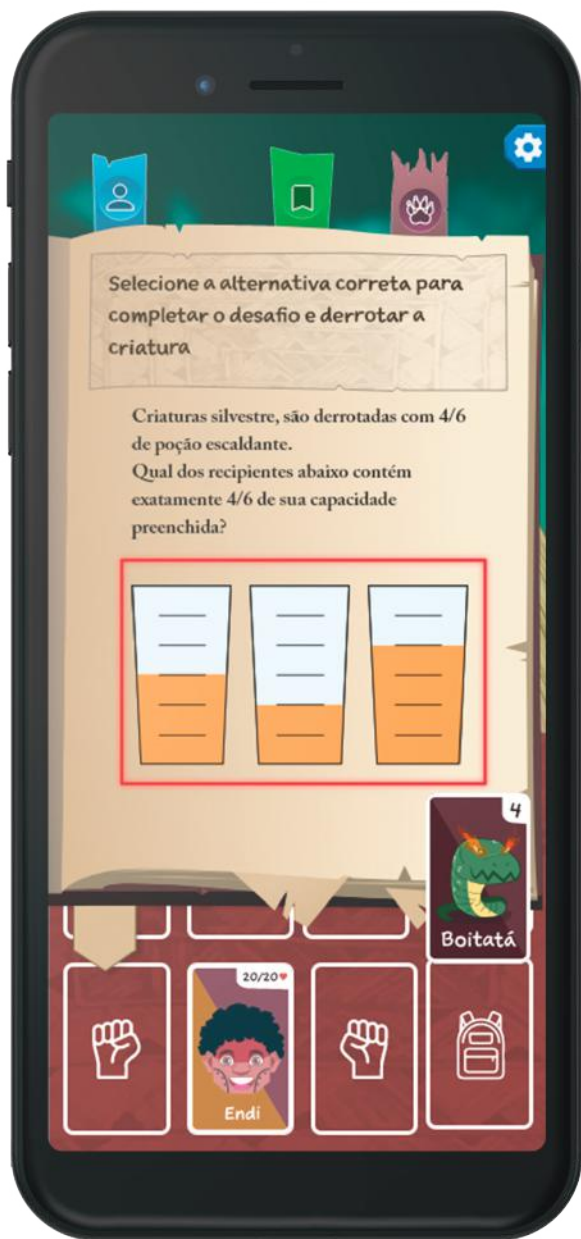 Selecione a alternativa correta para
completar o desafio e derrotar a
criatura
Criaturas silvestre, são derrotadas com 4/6
de poção escaldante.
Qual dos recipientes abaixo contém
exatamente 4/6 de sua capacidade
preenchida?
4
Boitatá
20/20
Endí